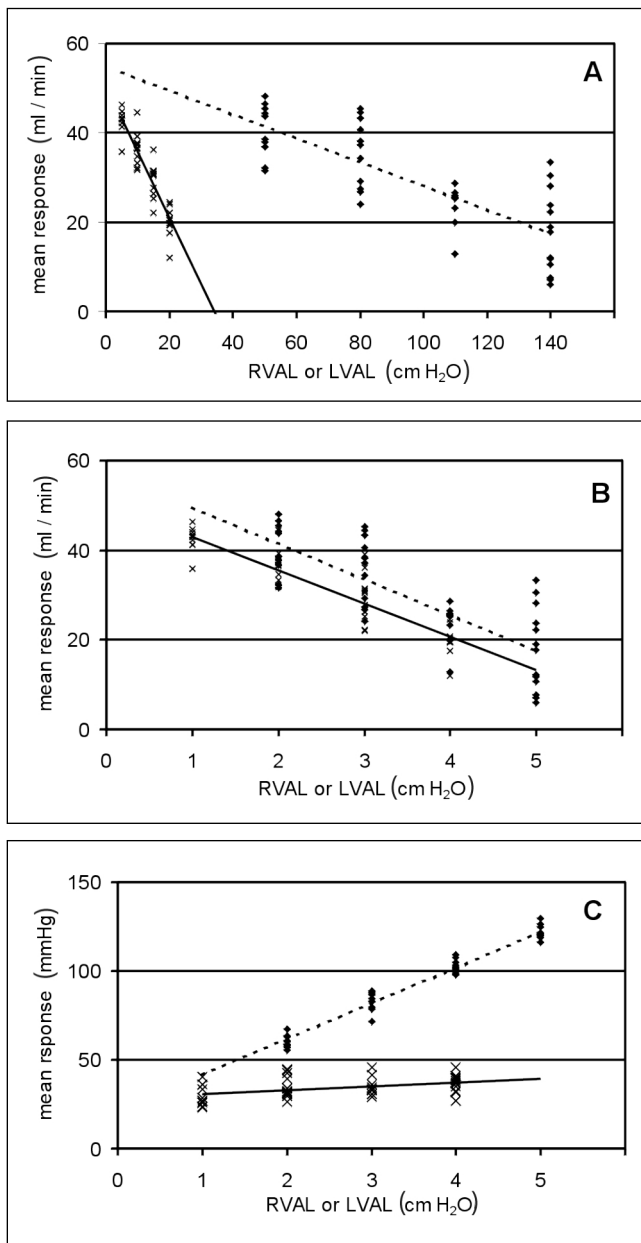 A
60
40
20
0
mean response (ml / min)
0 20 40 60 80 100 120 140
RVAL or LVAL (cm H₂O)
B
60
40
20
0
mean response (ml / min)
0 1 2 3 4 5
RVAL or LVAL (cm H₂O)
C
150
100
50
0
mean rsponse (mmHg)
0 1 2 3 4 5
RVAL or LVAL (cm H₂O)